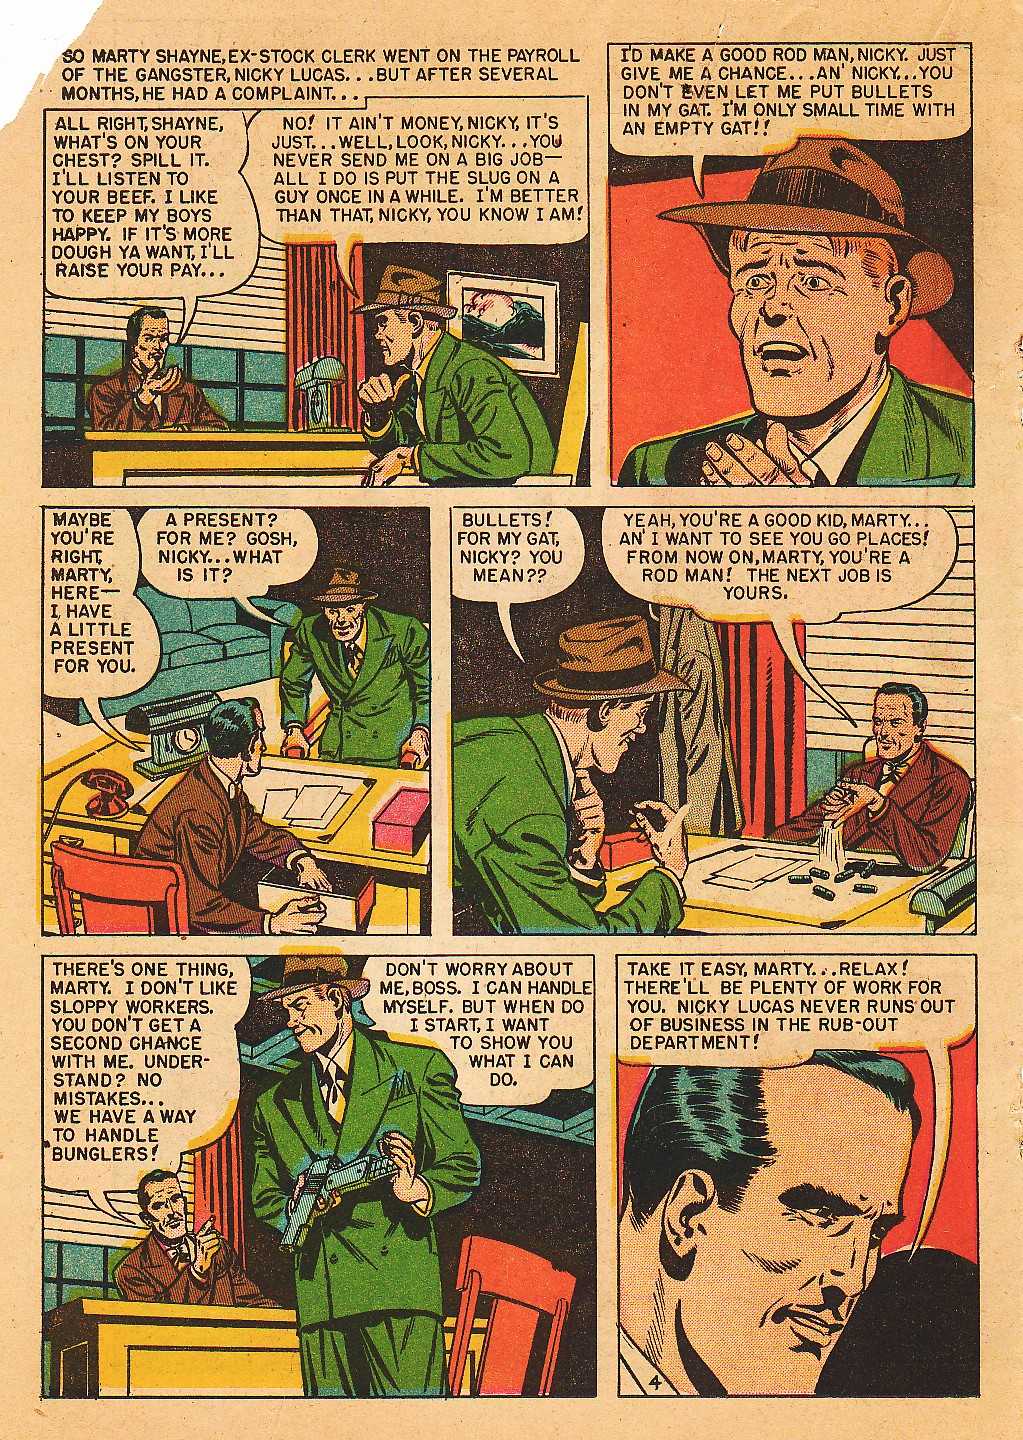 SO MARTY SHAYNE, EX-STOCK CLERK WENT ON THE PAYROLL
OF THE GANGSTER, NICKY LUCAS...BUT AFTER SEVERAL
MONTHS, HE HAD A COMPLAINT...
ALL RIGHT, SHAYNE,
WHAT'S ON YOUR
CHEST? SPILL IT.
I'LL LISTEN TO
YOUR BEEF. I LIKE
TO KEEP MY BOYS
HAPPY. IF IT'S MORE
DOUGH YA WANT, I'LL
RAISE YOUR PAY...
NO! IT AIN'T MONEY, NICKY, IT'S
JUST...WELL, LOOK, NICKY...YOU
NEVER SEND ME ON A BIG JOB—
ALL I DO IS PUT THE SLUG ON A
GUY ONCE IN A WHILE. I'M BETTER
THAN THAT, NICKY, YOU KNOW I AM!
I'D MAKE A GOOD ROD MAN, NICKY. JUST
GIVE ME A CHANCE...AN' NICKY...YOU
DON'T EVEN LET ME PUT BULLETS
IN MY GAT. I'M ONLY SMALL TIME WITH
AN EMPTY GAT!!
MAYBE
YOU'RE
RIGHT,
MARTY,
HERE—
I, HAVE
A LITTLE
PRESENT
FOR YOU.
A PRESENT?
FOR ME? GOSH,
NICKY...WHAT
IS IT?
BULLETS!
FOR MY GAT,
NICKY? YOU
MEAN??
YEAH, YOU'RE A GOOD KID, MARTY...
AN' I WANT TO SEE YOU GO PLACES!
FROM NOW ON, MARTY, YOU'RE A
ROD MAN! THE NEXT JOB IS
YOURS.
THERE'S ONE THING,
MARTY. I DON'T LIKE
SLOPPY WORKERS.
YOU DON'T GET A
SECOND CHANCE
WITH ME. UNDER-
STAND? NO
MISTAKES...
WE HAVE A WAY
TO HANDLE
BUNGLERS!
DON'T WORRY ABOUT
ME, BOSS. I CAN HANDLE
MYSELF. BUT WHEN DO
I START, I WANT
TO SHOW YOU
WHAT I CAN
DO.
TAKE IT EASY, MARTY...RELAX!
THERE'LL BE PLENTY OF WORK FOR
YOU. NICKY LUCAS NEVER RUNS OUT
OF BUSINESS IN THE RUB-OUT
DEPARTMENT!
4